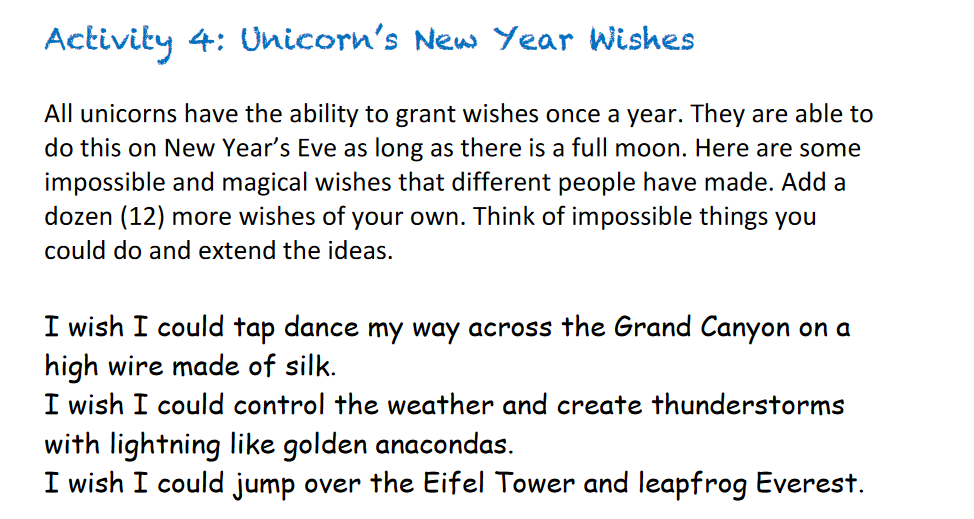 Activity 4: Unicorn's New Year Wishes
All unicorns have the ability to grant wishes once a year. They are able to
do this on New Year’s Eve as long as there is a full moon. Here are some
impossible and magical wishes that different people have made. Add a
dozen (12) more wishes of your own. Think of impossible things you
could do and extend the ideas.
I wish I could tap dance my way across the Grand Canyon on a
high wire made of silk.
I wish I could control the weather and create thunderstorms
with lightning like golden anacondas.
I wish I could jump over the Eifel Tower and leapfrog Everest.